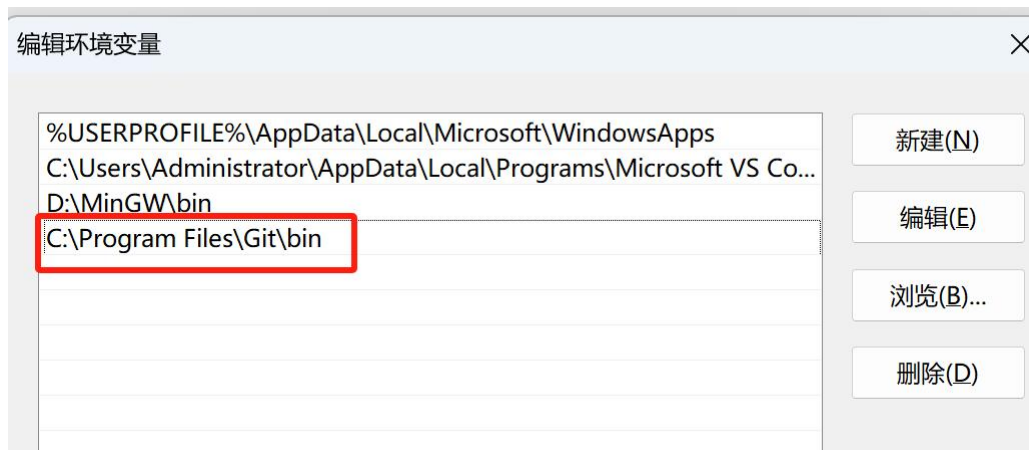 编辑环境变量
%USERPROFILE%\AppData\Local\Microsoft\WindowsApps
C:\Users\Administrator\AppData\Local\Programs\Microsoft VS Co...
D:\MinGW\bin
C:\Program Files\Git\bin
新建(N)
编辑(E)
浏览(B)...
删除(D)